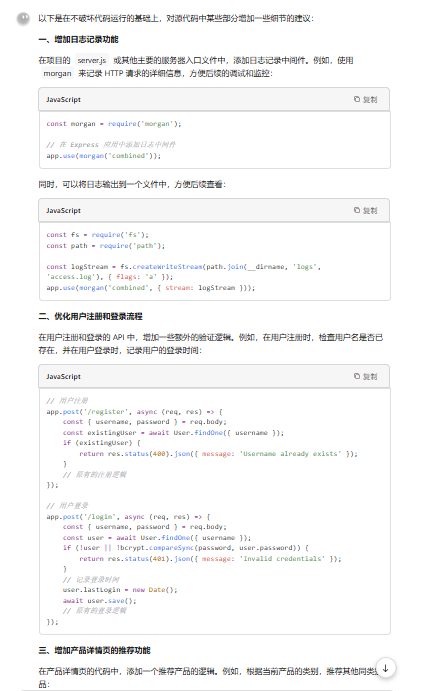 以下是在不破坏代码运行的基础上，对源代码中某些部分增加一些细节的建议：
一、增加日志记录功能
在项目的 server.js 或其他主要的服务器入口文件中，添加日志记录中间件。例如，使用
morgan 来记录 HTTP 请求的详细信息，方便后续的调试和监控：
JavaScript 复制
const morgan = require('morgan');
// 在 Express 应用中添加日志中间件
app.use(morgan('combined'));
同时，可以将日志输出到一个文件中，方便后续查看：
JavaScript 复制
const fs = require('fs');
const path = require('path');
const logStream = fs.createWriteStream(path.join(__dirname, 'logs',
'access.log'), { flags: 'a' });
app.use(morgan('combined', { stream: logStream }));
二、优化用户注册和登录流程
在用户注册和登录的 API 中，增加一些额外的验证逻辑。例如，在用户注册时，检查用户名是否已
存在，并在用户登录时，记录用户的登录时间：
JavaScript 复制
// 用户注册
app.post('/register', async (req, res) => {
const { username, password } = req.body;
const existingUser = await User.findOne({ username });
if (existingUser) {
return res.status(400).json({ message: 'Username already exists' });
}
// 原有的注册逻辑
});
// 用户登录
app.post('/login', async (req, res) => {
const { username, password } = req.body;
const user = await User.findOne({ username });
if (!user || !bcrypt.compareSync(password, user.password)) {
return res.status(401).json({ message: 'Invalid credentials' });
}
// 记录登录时间
user.lastLogin = new Date();
await user.save();
// 原有的登录逻辑
});
三、增加产品详情页的推荐功能
在产品详情页的代码中，添加一个推荐产品的逻辑。例如，根据当前产品的类别，推荐其他同类
品：